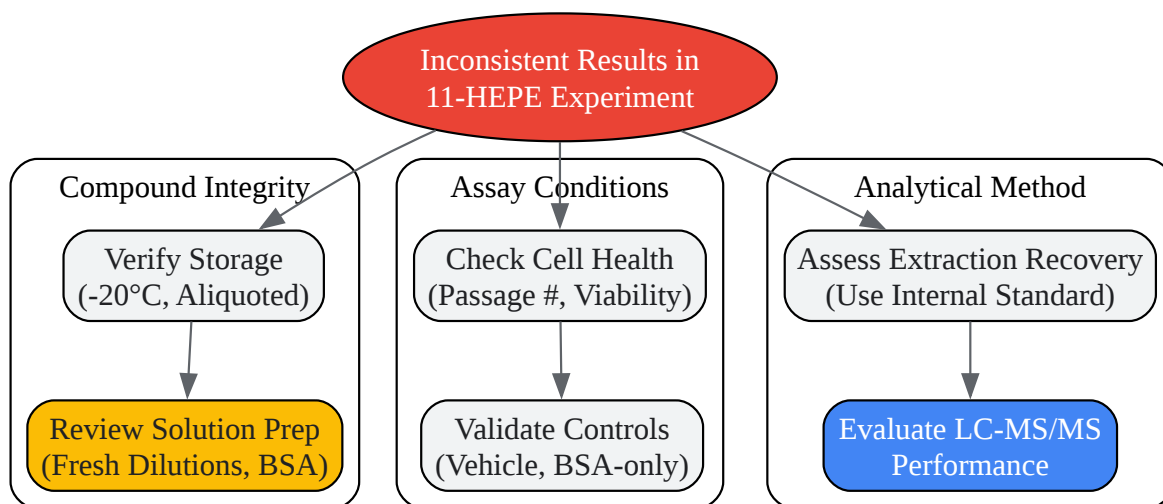 Inconsistent Results in
11-HEPE Experiment
Compound Integrity
Verify Storage
(-20°C, Aliquoted)
Review Solution Prep
(Fresh Dilutions, BSA)
Assay Conditions
Check Cell Health
(Passage #, Viability)
Validate Controls
(Vehicle, BSA-only)
Analytical Method
Assess Extraction Recovery
(Use Internal Standard)
Evaluate LC-MS/MS
Performance